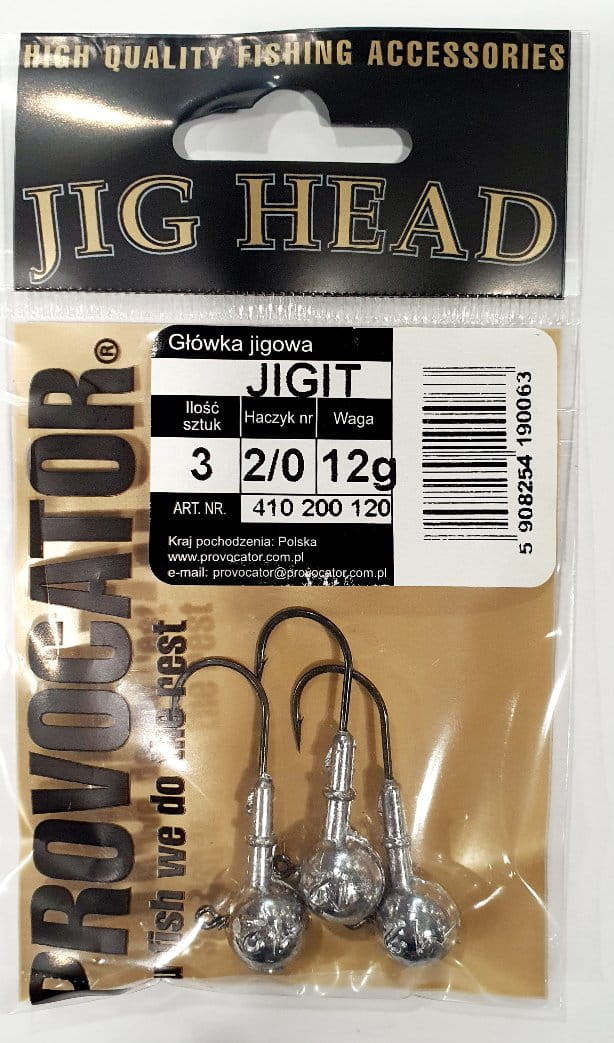 HIGH QUALITY FISHING ACCESSORIES
JIG HEAD
PROVOCATOR®
fish we do the rest
Główka jigowa
JIGIT
Ilość sztuk Haczyk nr Waga
3 2/0 12g
ART. NR. 410 200 120
Kraj pochodzenia: Polska
www.provocator.com.pl
e-mail: provocator@provocator.com.pl
5 908254 190063